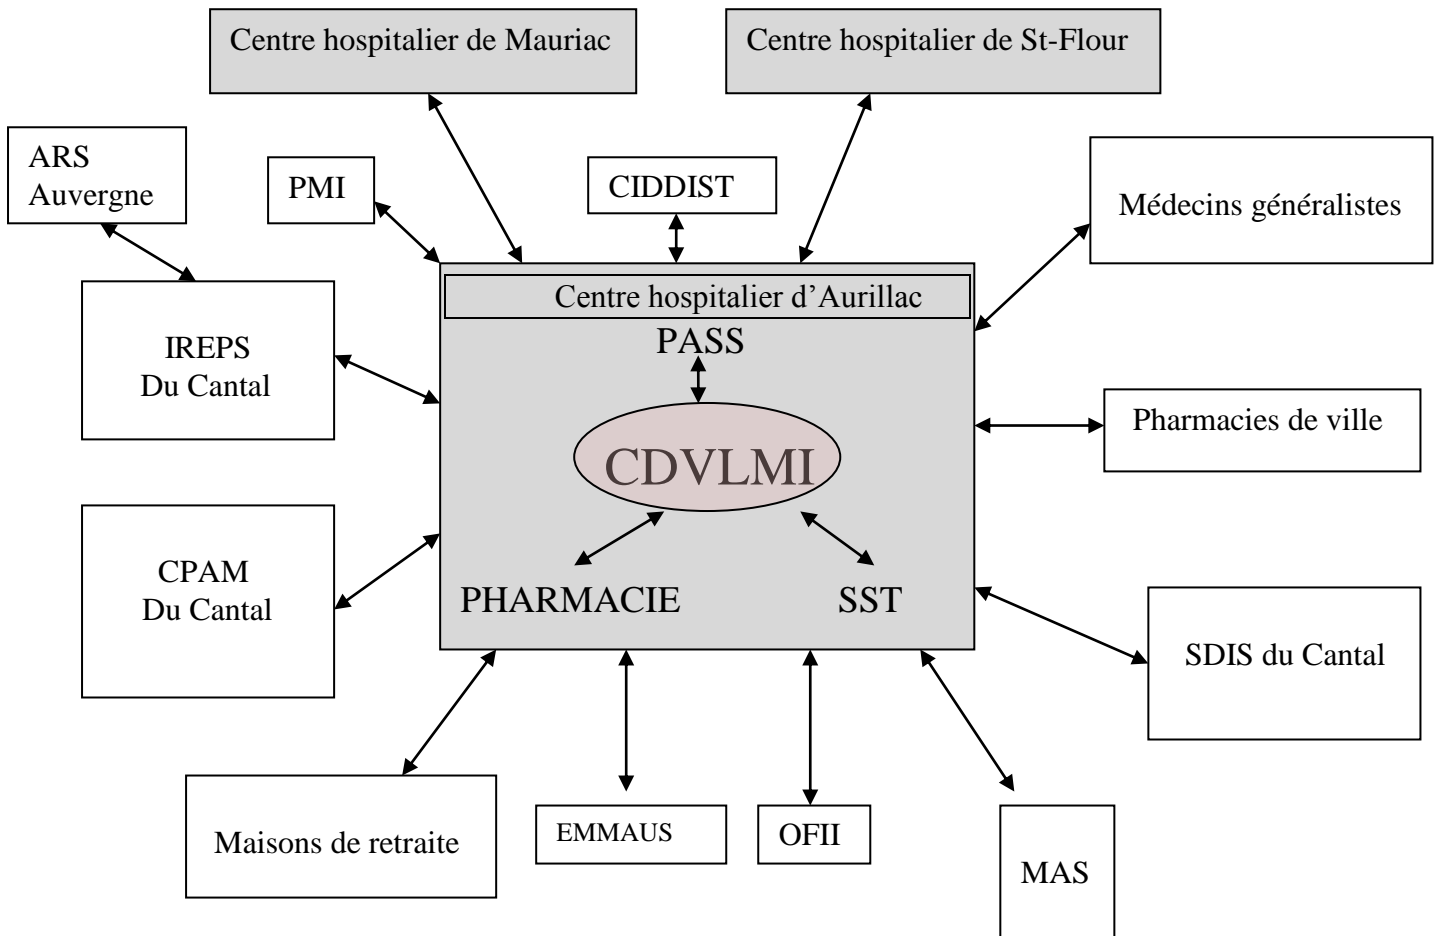 Centre hospitalier de Mauriac
Centre hospitalier de St-Flour
ARS
Auvergne
PMI
CIDDIST
Médecins généralistes
Centre hospitalier d’Aurillac
PASS
IREPS
Du Cantal
Pharmacies de ville
CDVLMI
CPAM
Du Cantal
PHARMACIE
SST
SDIS du Cantal
Maisons de retraite
EMMAUS
OFII
MAS